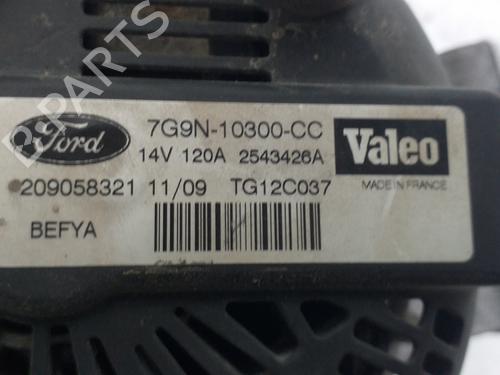 B-Parts
Ford
7G9N-10300-CC
14V 120A 2543426A
Valeo
MADE IN FRANCE
209058321 11/09 TG12C037
BEFYA